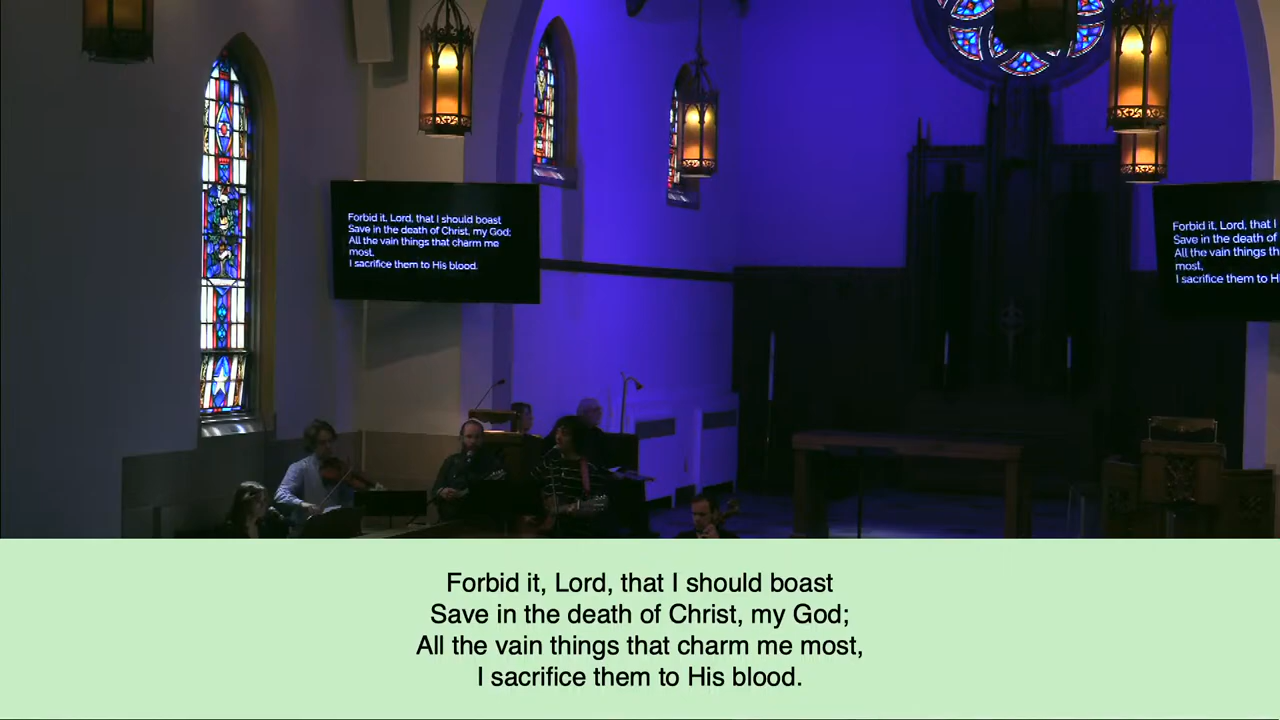 Forbid it, Lord, that I should boast
Save in the death of Christ, my God;
All the vain things that charm me
most,
I sacrifice them to His blood.
Forbid it, Lord, that I
Save in the death of
All the vain things th
most,
I sacrifice them to H
Forbid it, Lord, that I should boast
Save in the death of Christ, my God;
All the vain things that charm me most,
I sacrifice them to His blood.